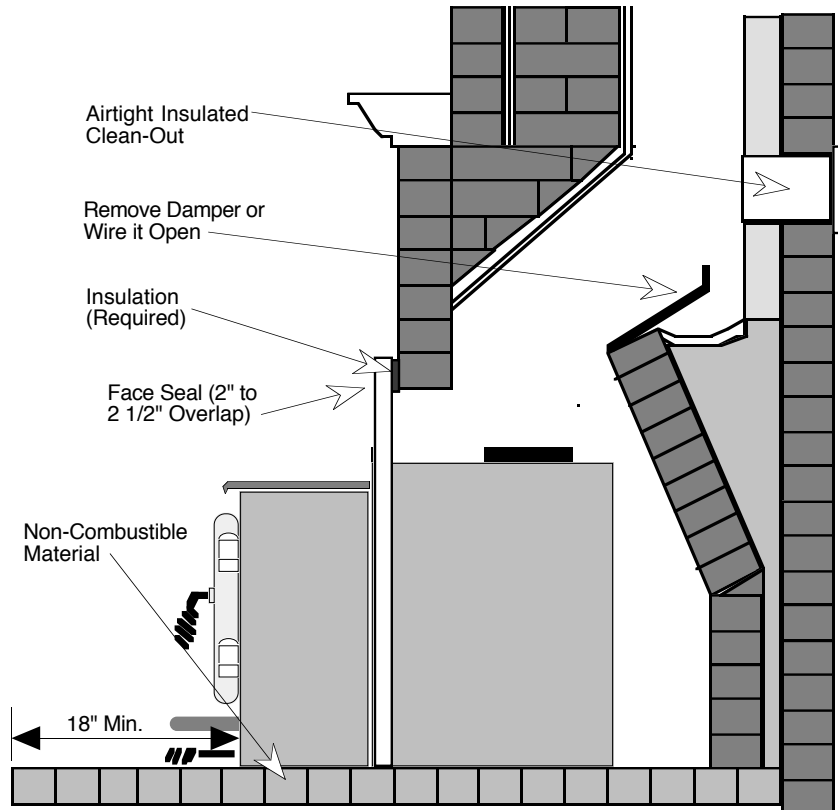 Airtight Insulated
Clean-Out
Remove Damper or
Wire it Open
Insulation
(Required)
Face Seal (2" to
2 1/2" Overlap)
Non-Combustible
Material
18" Min.